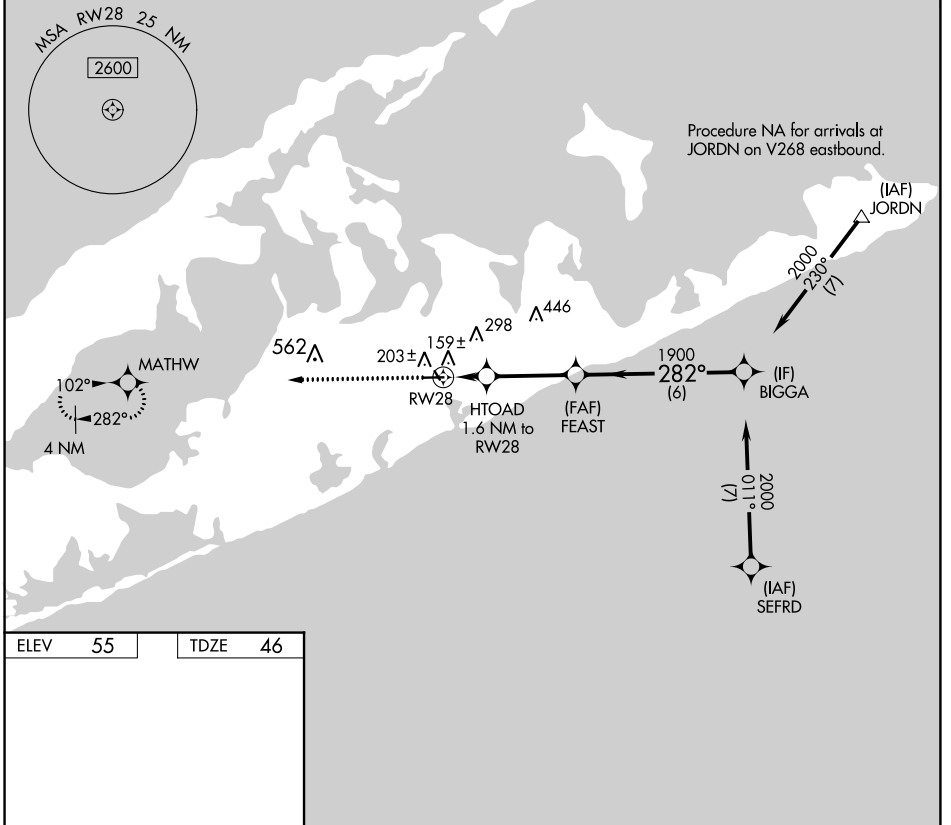 MSA RW28 25 NM
2600
Procedure NA for arrivals at
JORDN on V268 eastbound.
(IAF)
JORDN
2000
230°
(7)
446
298
159±
203±
562
MATHW
102°
282°
4 NM
RW28
HTOAD
1.6 NM to
RW28
(FAF)
FEAST
1900
282°
(6)
(IF)
BIGGA
2000
011°
(7)
(IAF)
SEFRD
ELEV 55
TDZE 46